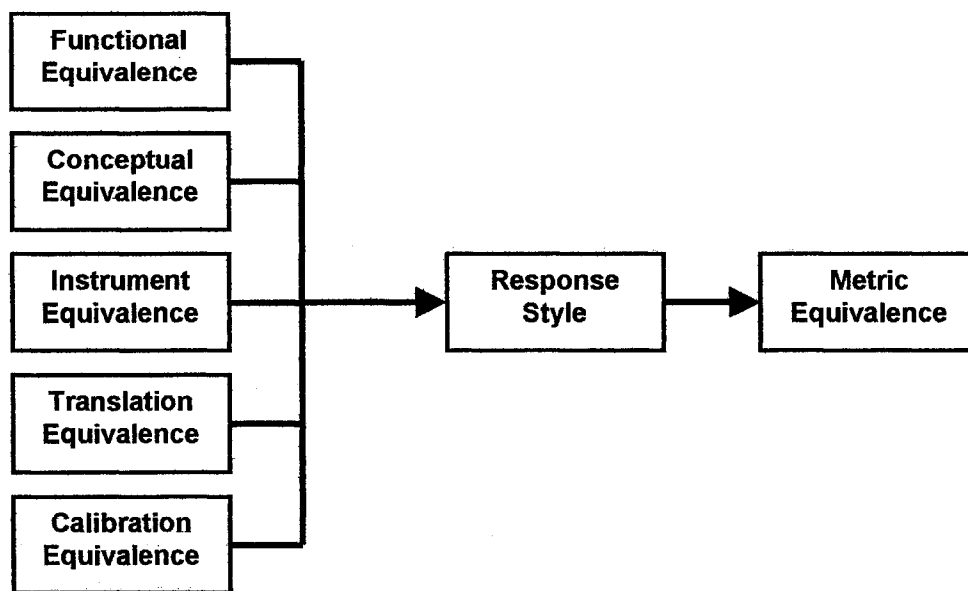 Functional
Equivalence
Conceptual
Equivalence
Instrument
Equivalence
Translation
Equivalence
Calibration
Equivalence
Response
Style
Metric
Equivalence